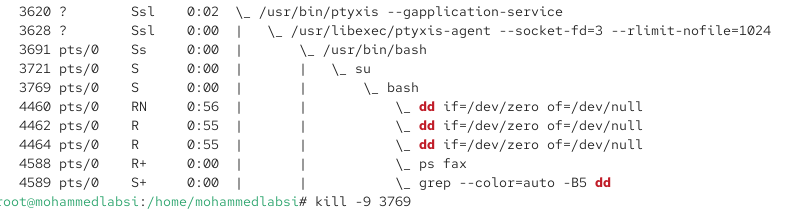 3620 ?        Ssl    0:02  \_ /usr/bin/ptyxis --gapplication-service
3628 ?        Ssl    0:00  |   \_ /usr/libexec/ptyxis-agent --socket-fd=3 --rlimit-nofile=1024
3691 pts/0    Ss     0:00  |       \_ /usr/bin/bash
3721 pts/0    S      0:00  |       |   \_ su
3769 pts/0    S      0:00  |       |       \_ bash
4460 pts/0    RN     0:56  |       |           \_ dd if=/dev/zero of=/dev/null
4462 pts/0    R      0:55  |       |           \_ dd if=/dev/zero of=/dev/null
4464 pts/0    R      0:55  |       |           \_ dd if=/dev/zero of=/dev/null
4588 pts/0    R+     0:00  |       |           \_ ps fax
4589 pts/0    S+     0:00  |       |           \_ grep --color=auto -B5 dd
root@mohammedlabsi:/home/mohammedlabsi# kill -9 3769